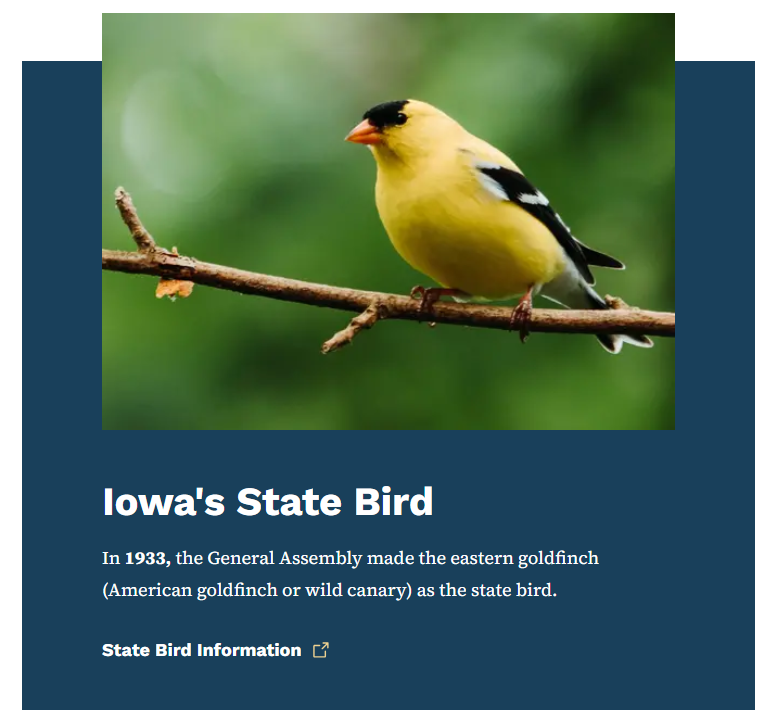 Iowa's State Bird
In 1933, the General Assembly made the eastern goldfinch
(American goldfinch or wild canary) as the state bird.
State Bird Information